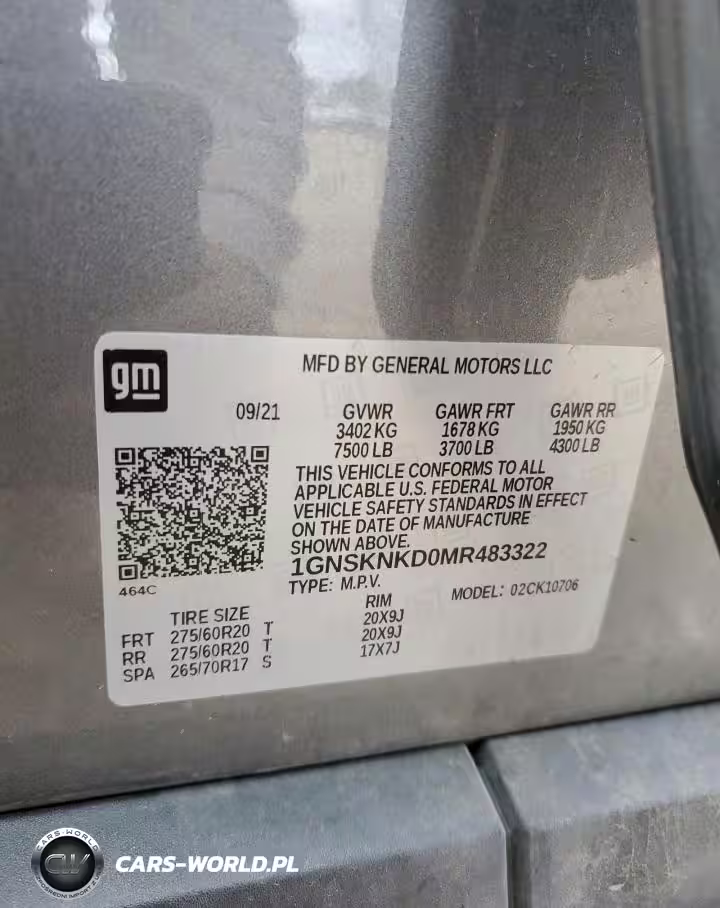 gm
MFD BY GENERAL MOTORS LLC
09/21 GVWR GAWR FRT GAWR RR
3402 KG 1678 KG 1950 KG
7500 LB 3700 LB 4300 LB
THIS VEHICLE CONFORMS TO ALL
APPLICABLE U.S. FEDERAL MOTOR
VEHICLE SAFETY STANDARDS IN EFFECT
ON THE DATE OF MANUFACTURE
SHOWN ABOVE.
1GNSKNKD0MR483322
464C
TYPE: M.P.V. MODEL: 02CK10706
TIRE SIZE RIM
FRT 275/60R20 T 20X9J
RR 275/60R20 T 20X9J
SPA 265/70R17 S 17X7J
CARS-WORLD
CW
CARS-WORLD.PL